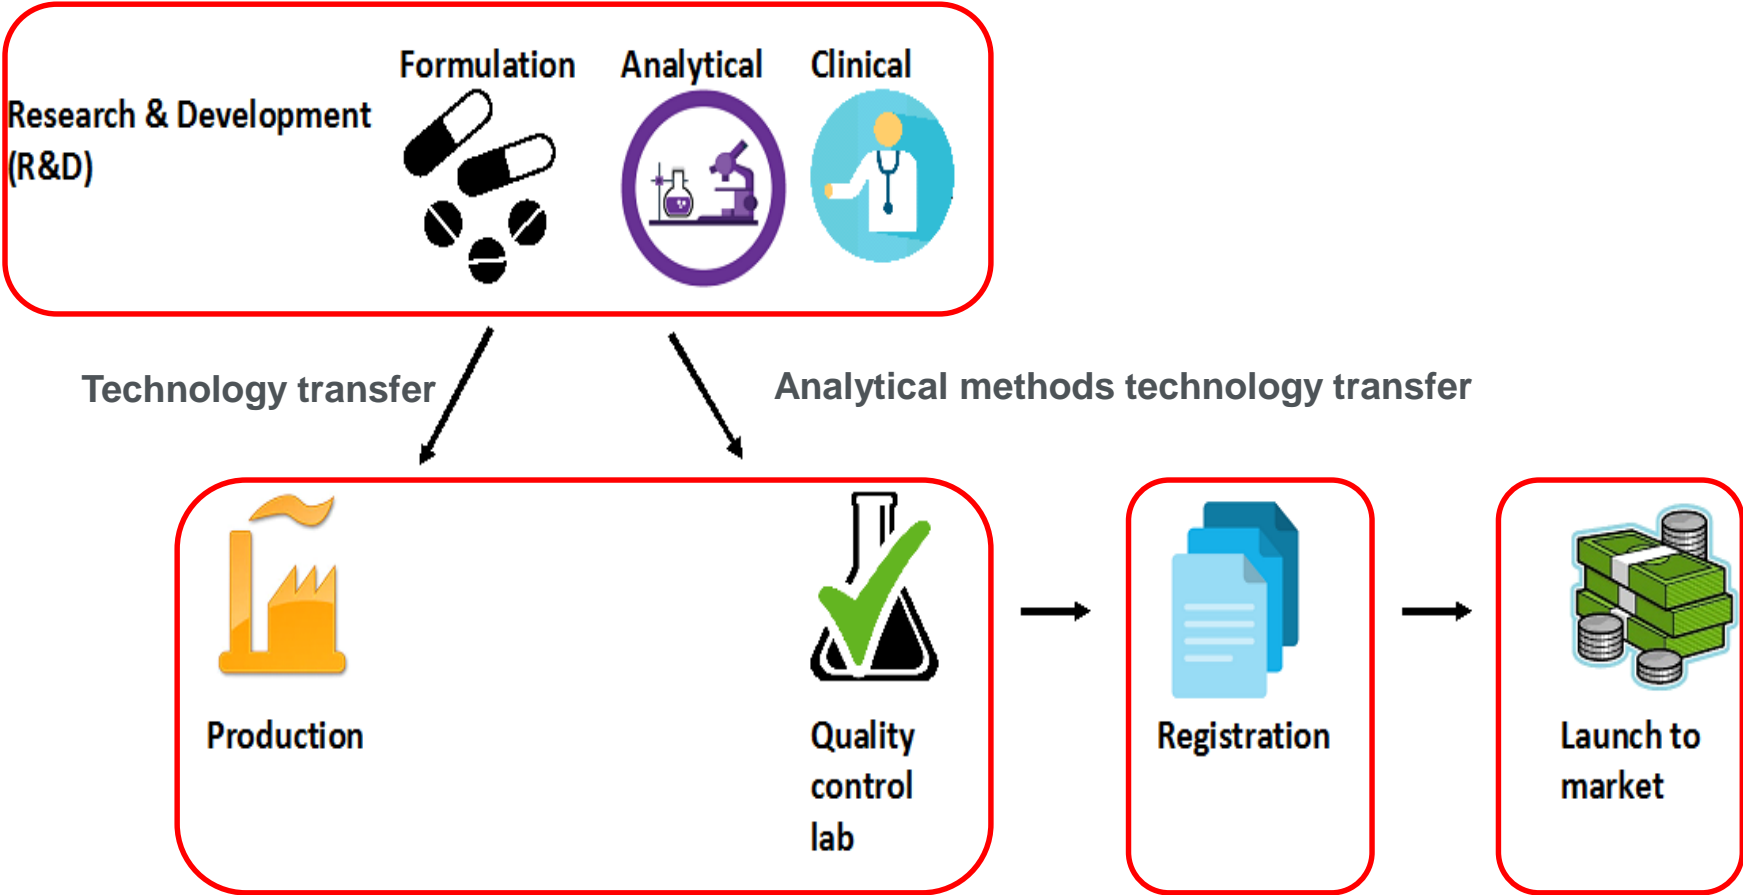 Formulation
Analytical
Clinical
Research & Development
(R&D)
Technology transfer
Analytical methods technology transfer
Production
Quality
control
lab
Registration
Launch to
market